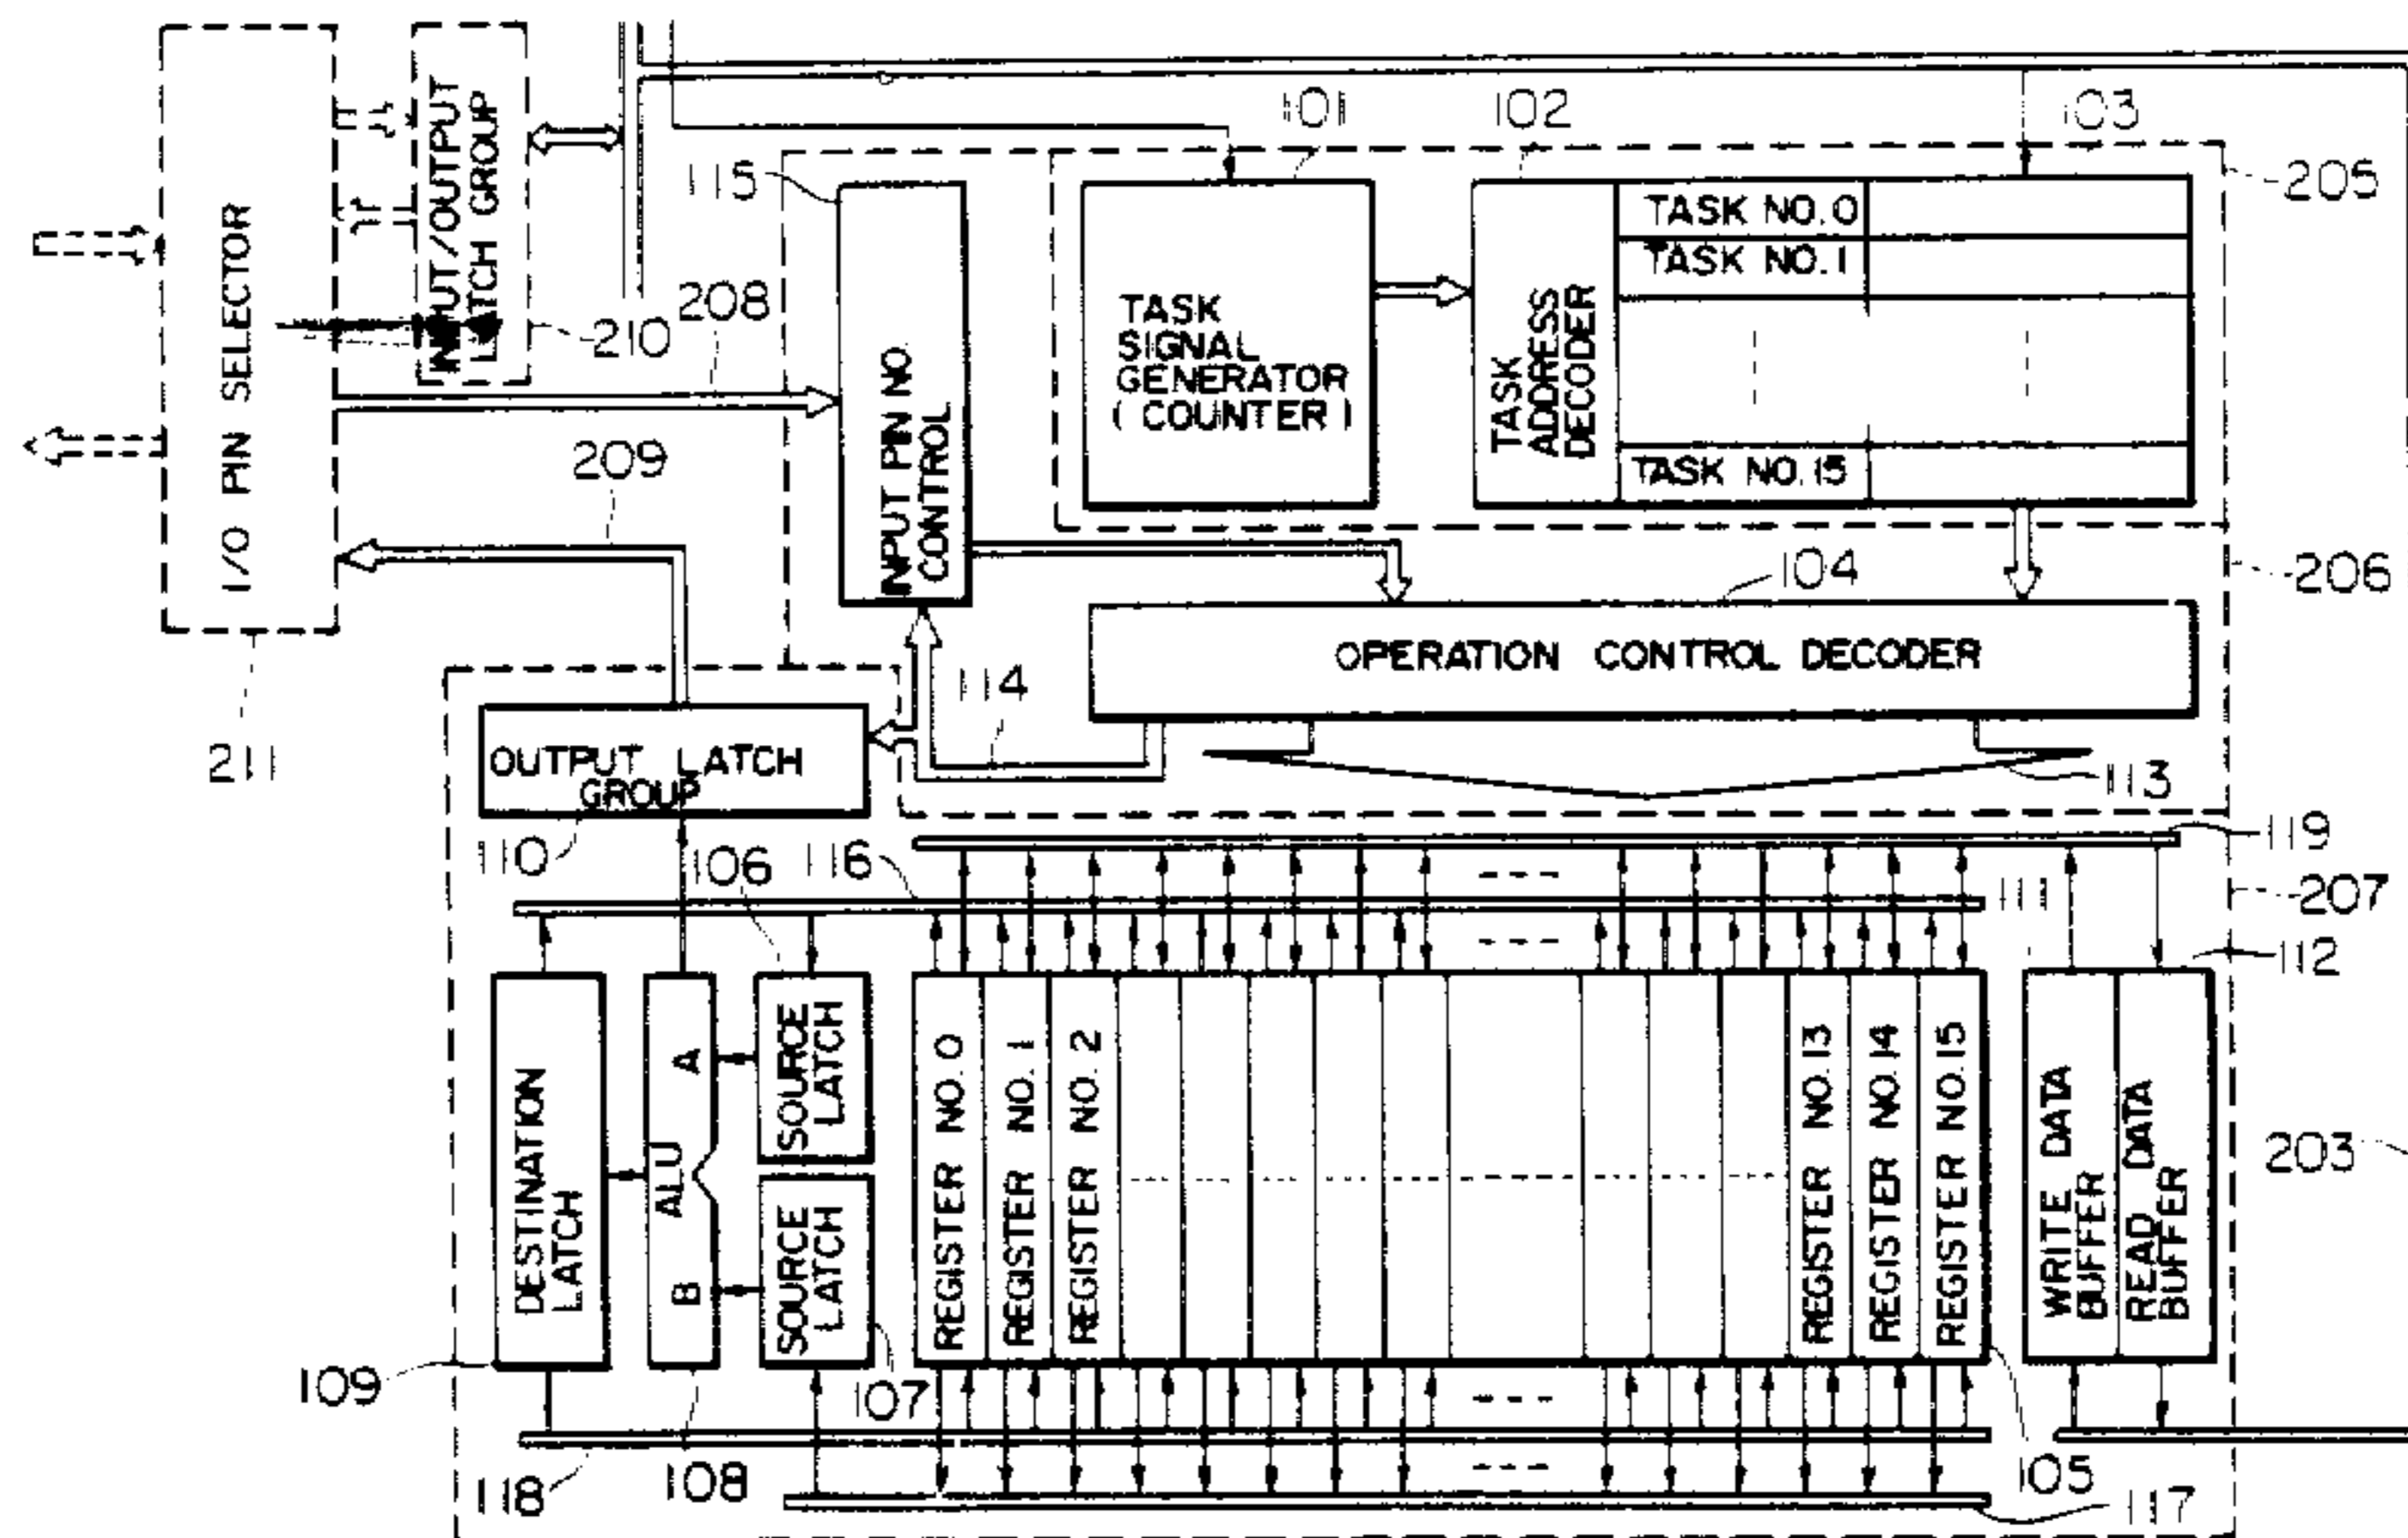 101
102
103
115
205
TASK NO. 0
TASK NO. 1
TASK NO. 15
TASK
ADDRESS
DECODER
TASK
SIGNAL
GENERATOR
( COUNTER )
INPUT PIN NO.
CONTROL
INPUT/OUTPUT
LATCH GROUP
I/O PIN SELECTOR
210
208
209
211
206
104
OPERATION CONTROL DECODER
114
113
OUTPUT LATCH
GROUP
110
106
116
119
111
207
112
DESTINATION
LATCH
ALU
A
B
SOURCE
LATCH
SOURCE
LATCH
REGISTER NO. 0
REGISTER NO. 1
REGISTER NO. 2
REGISTER NO. 13
REGISTER NO. 14
REGISTER NO. 15
WRITE DATA
BUFFER
READ DATA
BUFFER
203
109
107
105
118
108
117